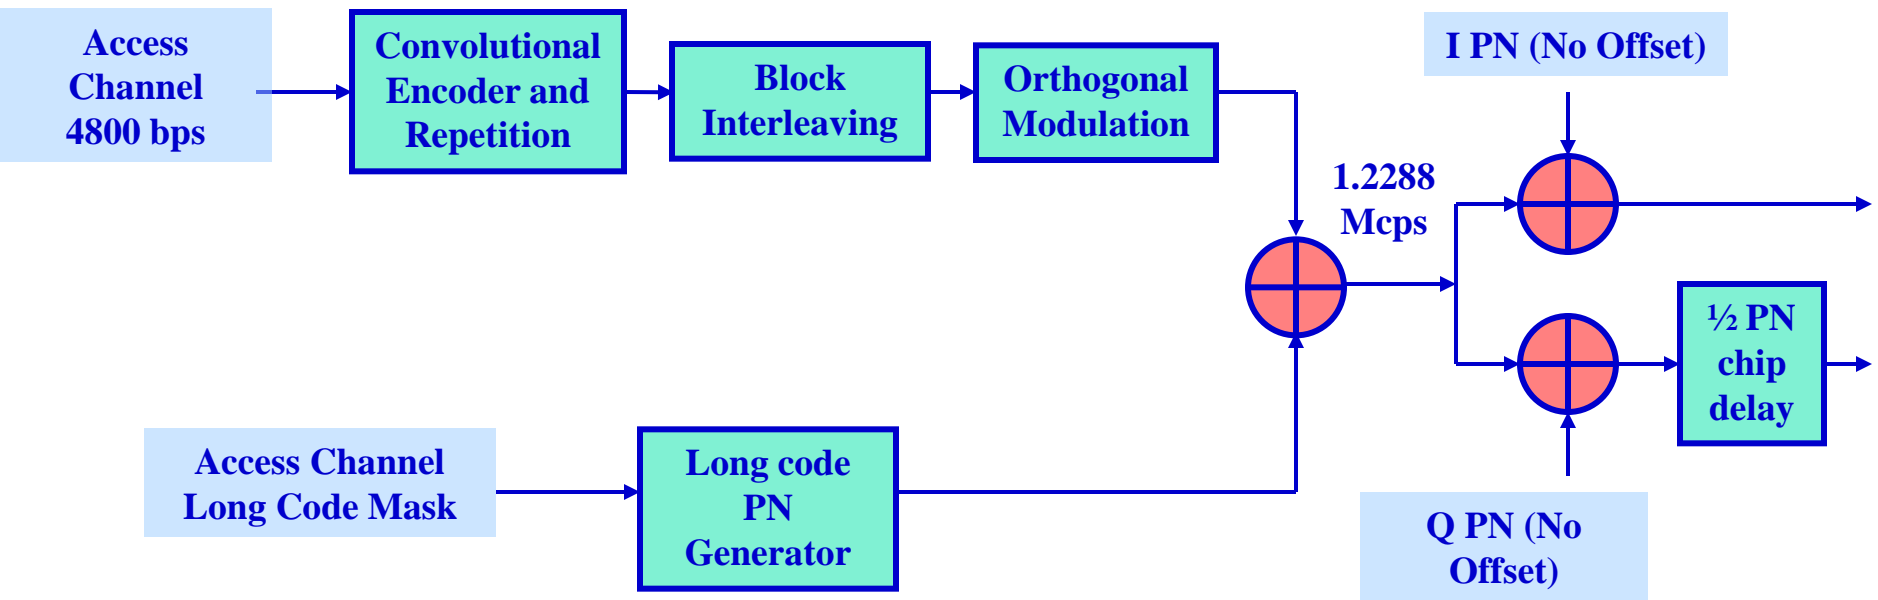 Access
Channel
4800 bps
Convolutional
Encoder and
Repetition
Block
Interleaving
Orthogonal
Modulation
I PN (No Offset)
1.2288
Mcps
½ PN
chip
delay
Access Channel
Long Code Mask
Long code
PN
Generator
Q PN (No
Offset)